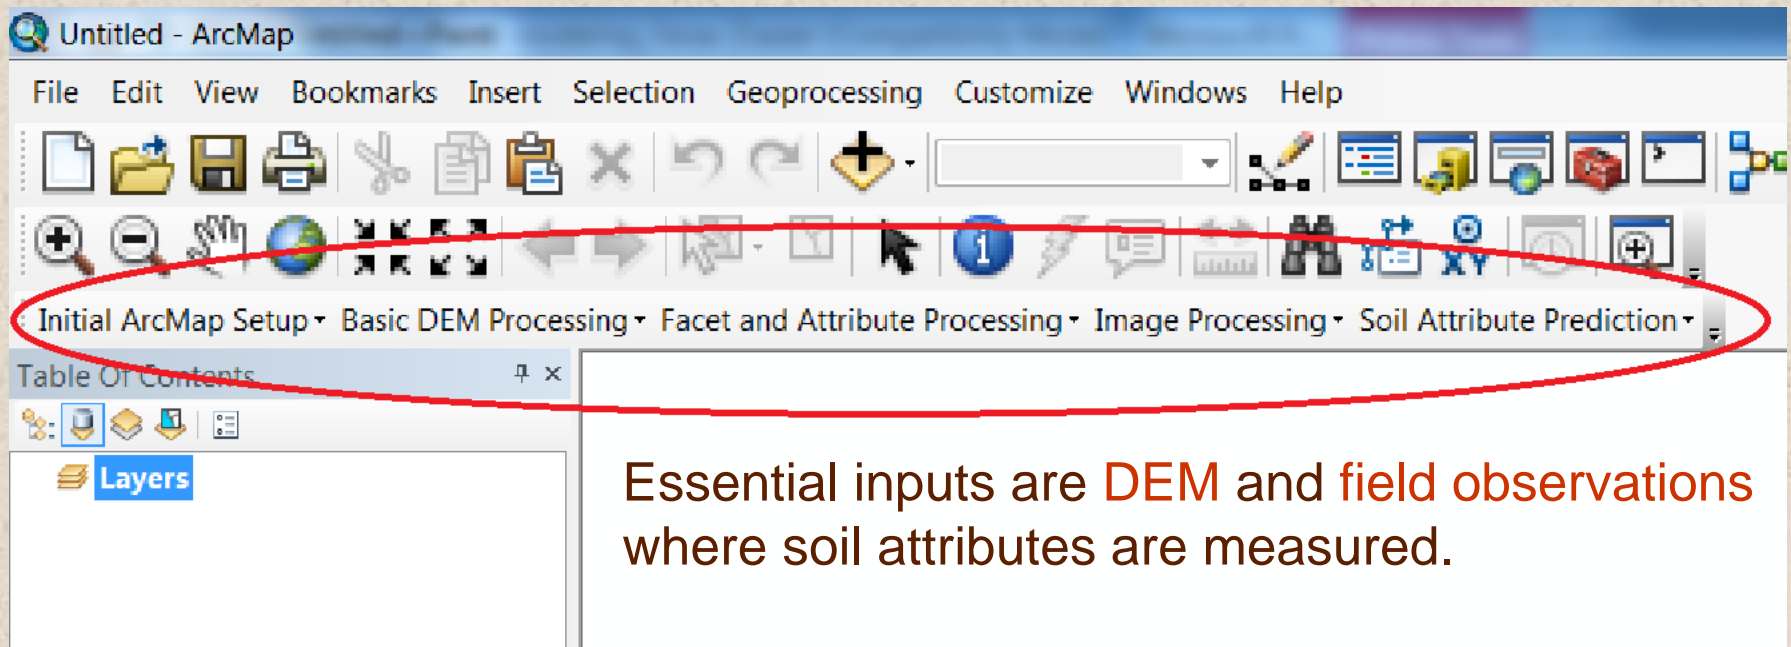 Untitled - ArcMap
File Edit View Bookmarks Insert Selection Geoprocessing Customize Windows Help
Initial ArcMap Setup Basic DEM Processing Facet and Attribute Processing Image Processing Soil Attribute Prediction
Table Of Contents
Layers
Essential inputs are DEM and field observations
where soil attributes are measured.